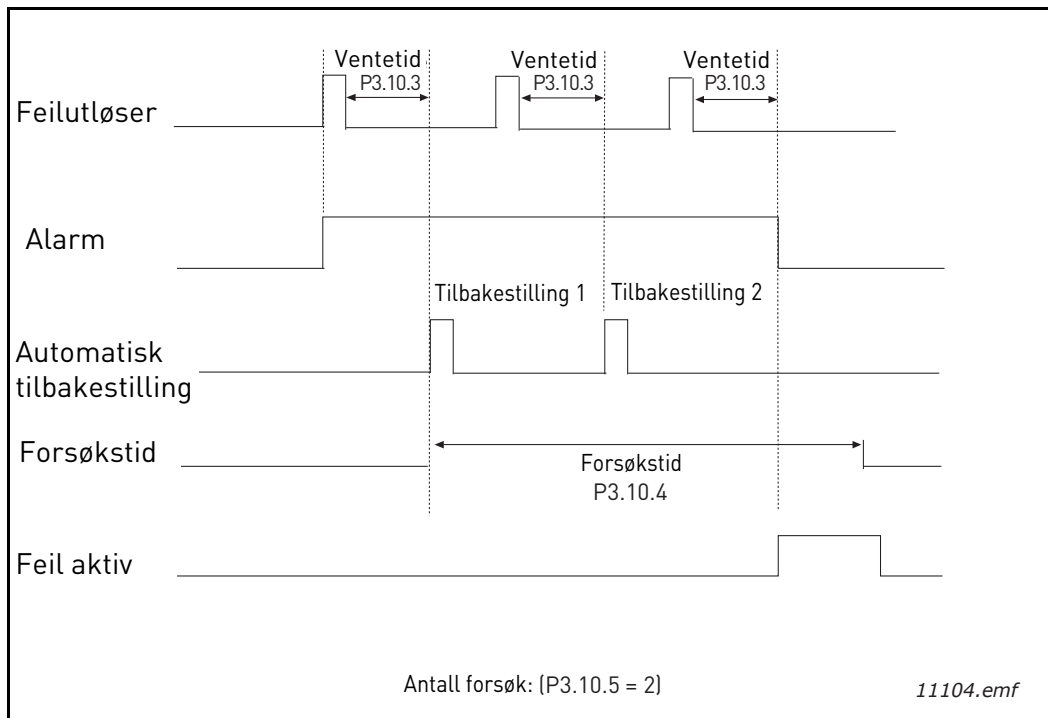 Ventetid
P3.10.3
Ventetid
P3.10.3
Ventetid
P3.10.3
Feilutløser
Alarm
Tilbakestilling 1
Tilbakestilling 2
Automatisk
tilbakestilling
Forsøkstid
Forsøkstid
P3.10.4
Feil aktiv
Antall forsøk: (P3.10.5 = 2)
11104.emf